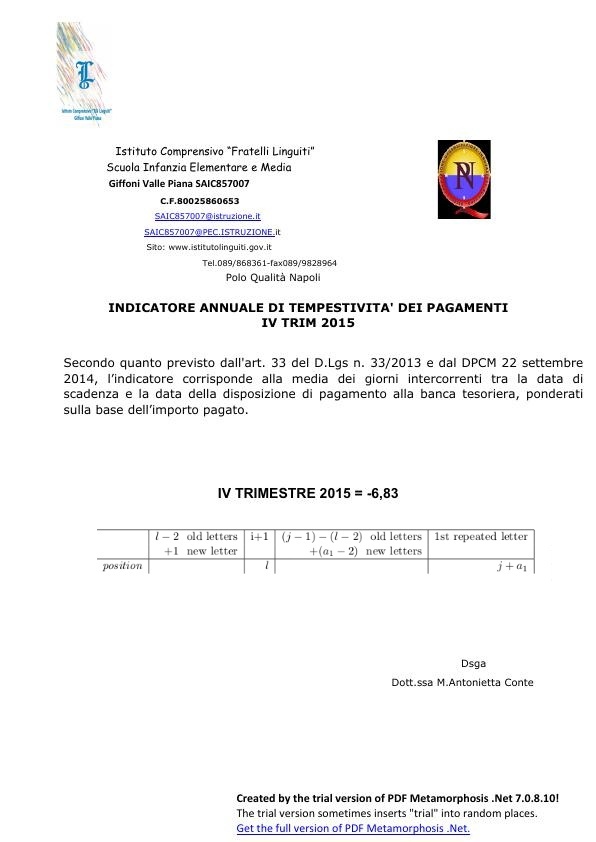 Istituto Comprensivo "Flli Linguiti"
Giffoni Valle Piana
Istituto Comprensivo “Fratelli Linguiti”
Scuola Infanzia Elementare e Media
Giffoni Valle Piana SAIC857007
C.F.80025860653
SAIC857007@istruzione.it
SAIC857007@PEC.ISTRUZIONE.it
Sito: www.istitutolinguiti.gov.it
Tel.089/868361-fax089/9828964
Polo Qualità Napoli
INDICATORE ANNUALE DI TEMPESTIVITA' DEI PAGAMENTI
IV TRIM 2015
Secondo quanto previsto dall'art. 33 del D.Lgs n. 33/2013 e dal DPCM 22 settembre
2014, l’indicatore corrisponde alla media dei giorni intercorrenti tra la data di
scadenza e la data della disposizione di pagamento alla banca tesoriera, ponderati
sulla base dell’importo pagato.
IV TRIMESTRE 2015 = -6,83
l − 2 old letters i+1 (j − 1) − (l − 2) old letters 1st repeated letter
+1 new letter +(a₁ − 2) new letters
position l j + a₁
Dsga
Dott.ssa M.Antonietta Conte
Created by the trial version of PDF Metamorphosis .Net 7.0.8.10!
The trial version sometimes inserts "trial" into random places.
Get the full version of PDF Metamorphosis .Net.